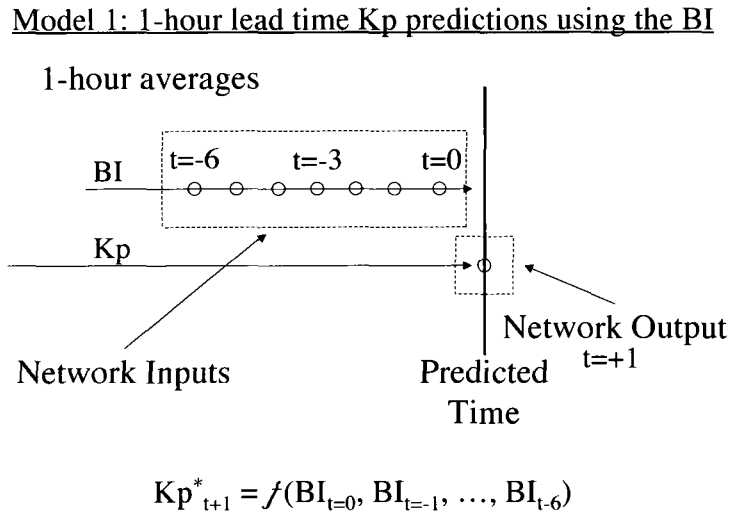 Model 1: 1-hour lead time Kp predictions using the BI
1-hour averages
t=-6 t=-3 t=0
BI
Kp
Network Output
t=+1
Network Inputs
Predicted
Time
Kp*t+1 = f(BIt=0, BIt=-1, ..., BIt-6)